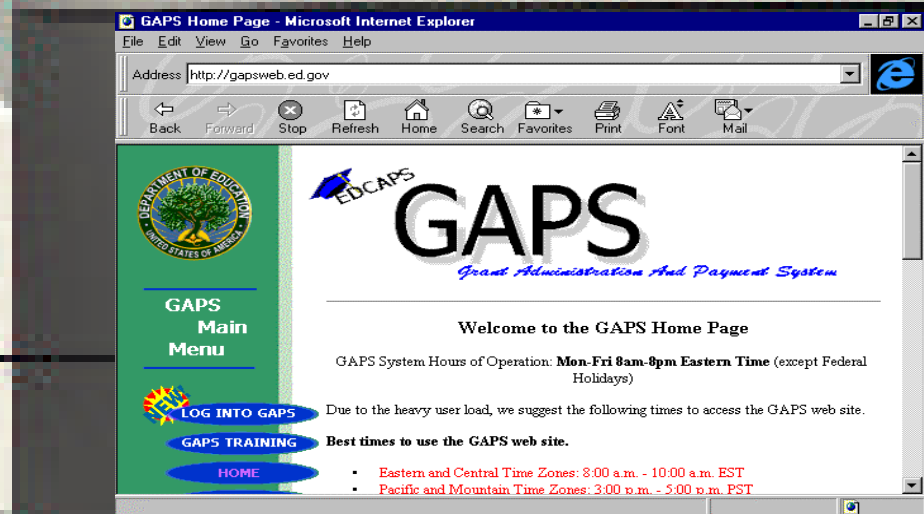 GAPS Home Page - Microsoft Internet Explorer
File Edit View Go Favorites Help
Address http://gapsweb.ed.gov
Back Forward Stop Refresh Home Search Favorites Print Font Mail
DEPARTMENT OF EDUCATION
UNITED STATES OF AMERICA
EDCAPS
GAPS
Grant Administration And Payment System
GAPS
Main
Menu
NEW!
LOG INTO GAPS
GAPS TRAINING
HOME
Welcome to the GAPS Home Page
GAPS System Hours of Operation: Mon-Fri 8am-8pm Eastern Time (except Federal
Holidays)
Due to the heavy user load, we suggest the following times to access the GAPS web site.
Best times to use the GAPS web site.
▪ Eastern and Central Time Zones: 8:00 a.m. - 10:00 a.m. EST
▪ Pacific and Mountain Time Zones: 3:00 p.m. - 5:00 p.m. PST